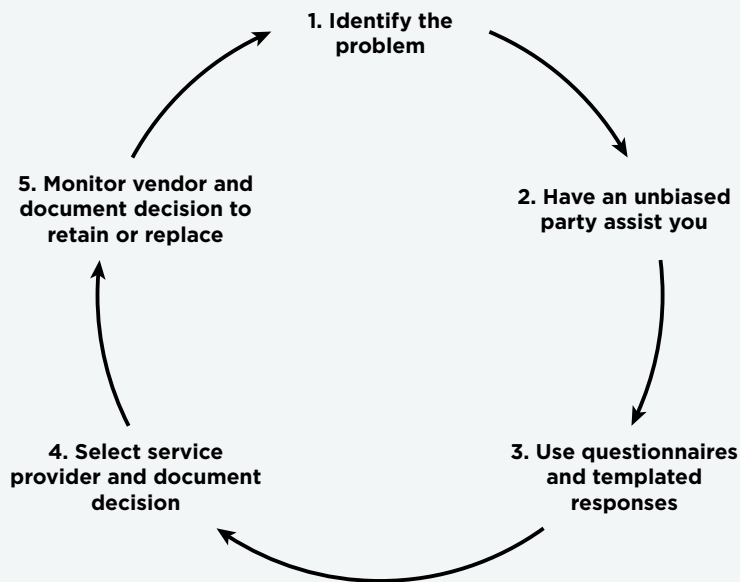 1. Identify the
problem
2. Have an unbiased
party assist you
3. Use questionnaires
and templated
responses
4. Select service
provider and document
decision
5. Monitor vendor and
document decision to
retain or replace